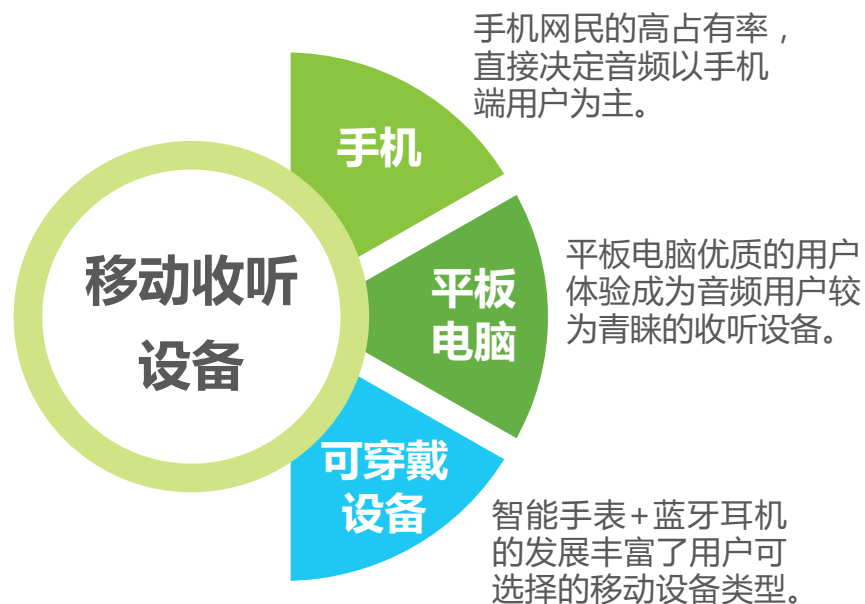 手机网民的高占有率，
直接决定音频以手机
端用户为主。
手机
移动收听
设备
平板
电脑
平板电脑优质的用户
体验成为音频用户较
为青睐的收听设备。
可穿戴
设备
智能手表+蓝牙耳机
的发展丰富了用户可
选择的移动设备类型。